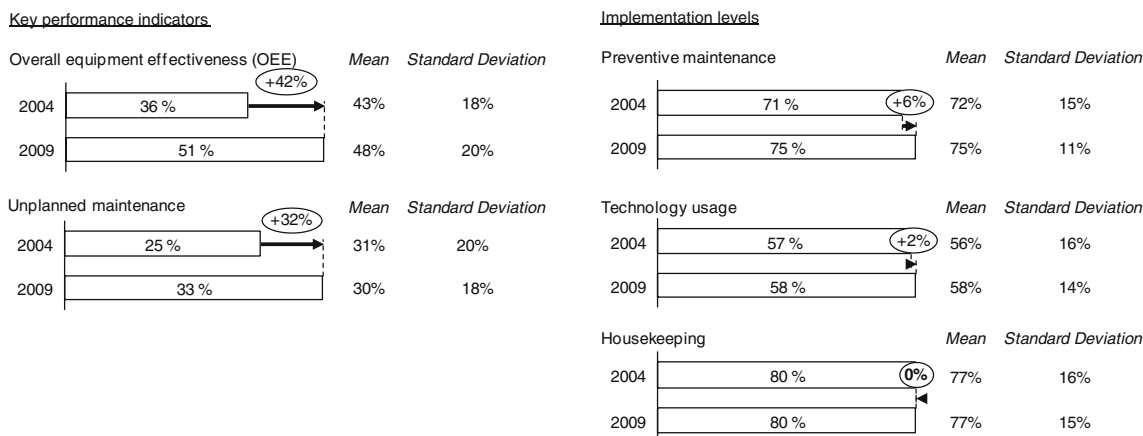 Key performance indicators
Overall equipment effectiveness (OEE) Mean Standard Deviation
+42%
2004 36 % 43% 18%
2009 51 % 48% 20%
Unplanned maintenance Mean Standard Deviation
+32%
2004 25 % 31% 20%
2009 33 % 30% 18%
Implementation levels
Preventive maintenance Mean Standard Deviation
2004 71 % +6% 72% 15%
2009 75 % 75% 11%
Technology usage Mean Standard Deviation
2004 57 % +2% 56% 16%
2009 58 % 58% 14%
Housekeeping Mean Standard Deviation
2004 80 % 0% 77% 16%
2009 80 % 77% 15%